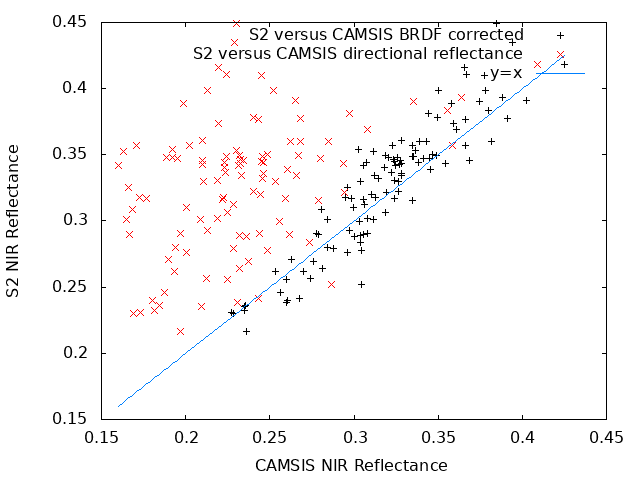 S2 versus CAMSIS BRDF corrected
S2 versus CAMSIS directional reflectance
y=x
0.45
0.4
0.35
0.3
0.25
0.2
0.15
S2 NIR Reflectance
0.15 0.2 0.25 0.3 0.35 0.4 0.45
CAMSIS NIR Reflectance